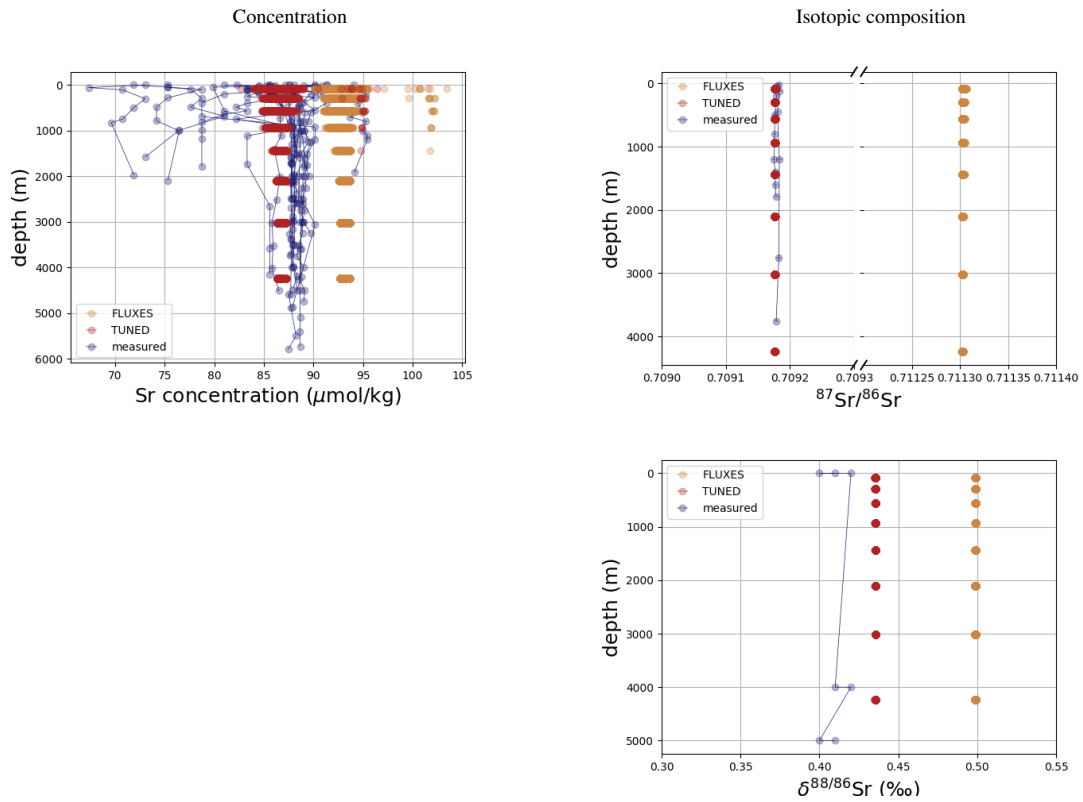 Concentration
Isotopic composition
0
1000
2000
3000
4000
5000
6000
depth (m)
FLUXES
TUNED
measured
70 75 80 85 90 95 100 105
Sr concentration (μmol/kg)
0
1000
2000
3000
4000
depth (m)
FLUXES
TUNED
measured
0.7090 0.7091 0.7092 0.7093 0.71125 0.71130 0.71135 0.71140
⁸⁷Sr/⁸⁶Sr
0
1000
2000
3000
4000
5000
depth (m)
FLUXES
TUNED
measured
0.30 0.35 0.40 0.45 0.50 0.55
δ⁸⁸/⁸⁶Sr (‰)